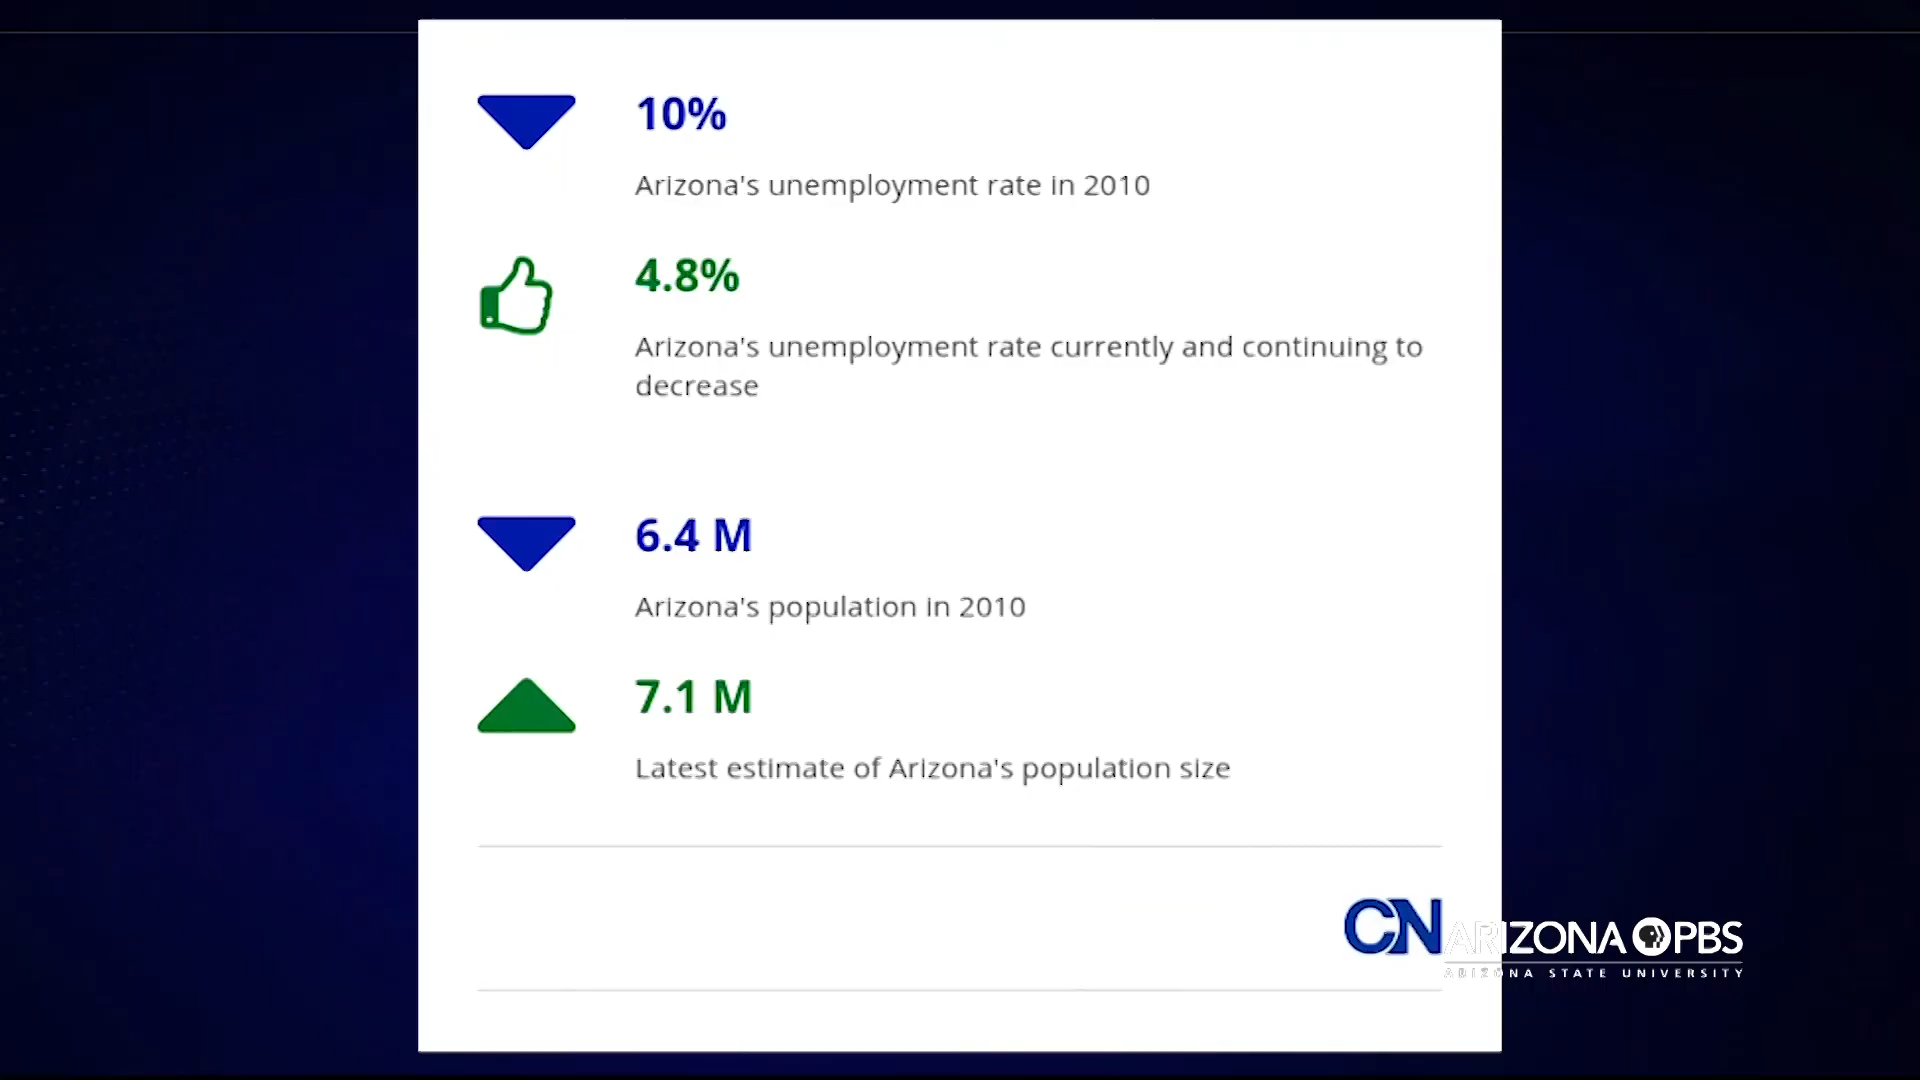 10%
Arizona's unemployment rate in 2010
4.8%
Arizona's unemployment rate currently and continuing to
decrease
6.4 M
Arizona's population in 2010
7.1 M
Latest estimate of Arizona's population size
CN
ARIZONA PBS
ARIZONA STATE UNIVERSITY